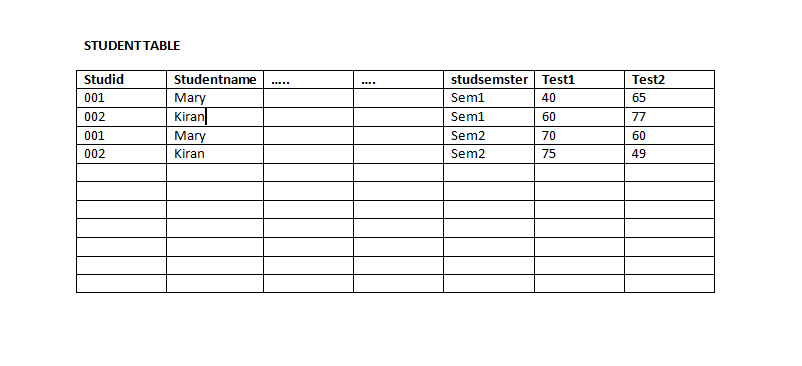 STUDENT TABLE
Studid Studentname ..... .... studsemster Test1 Test2
001 Mary Sem1 40 65
002 Kiran Sem1 60 77
001 Mary Sem2 70 60
002 Kiran Sem2 75 49